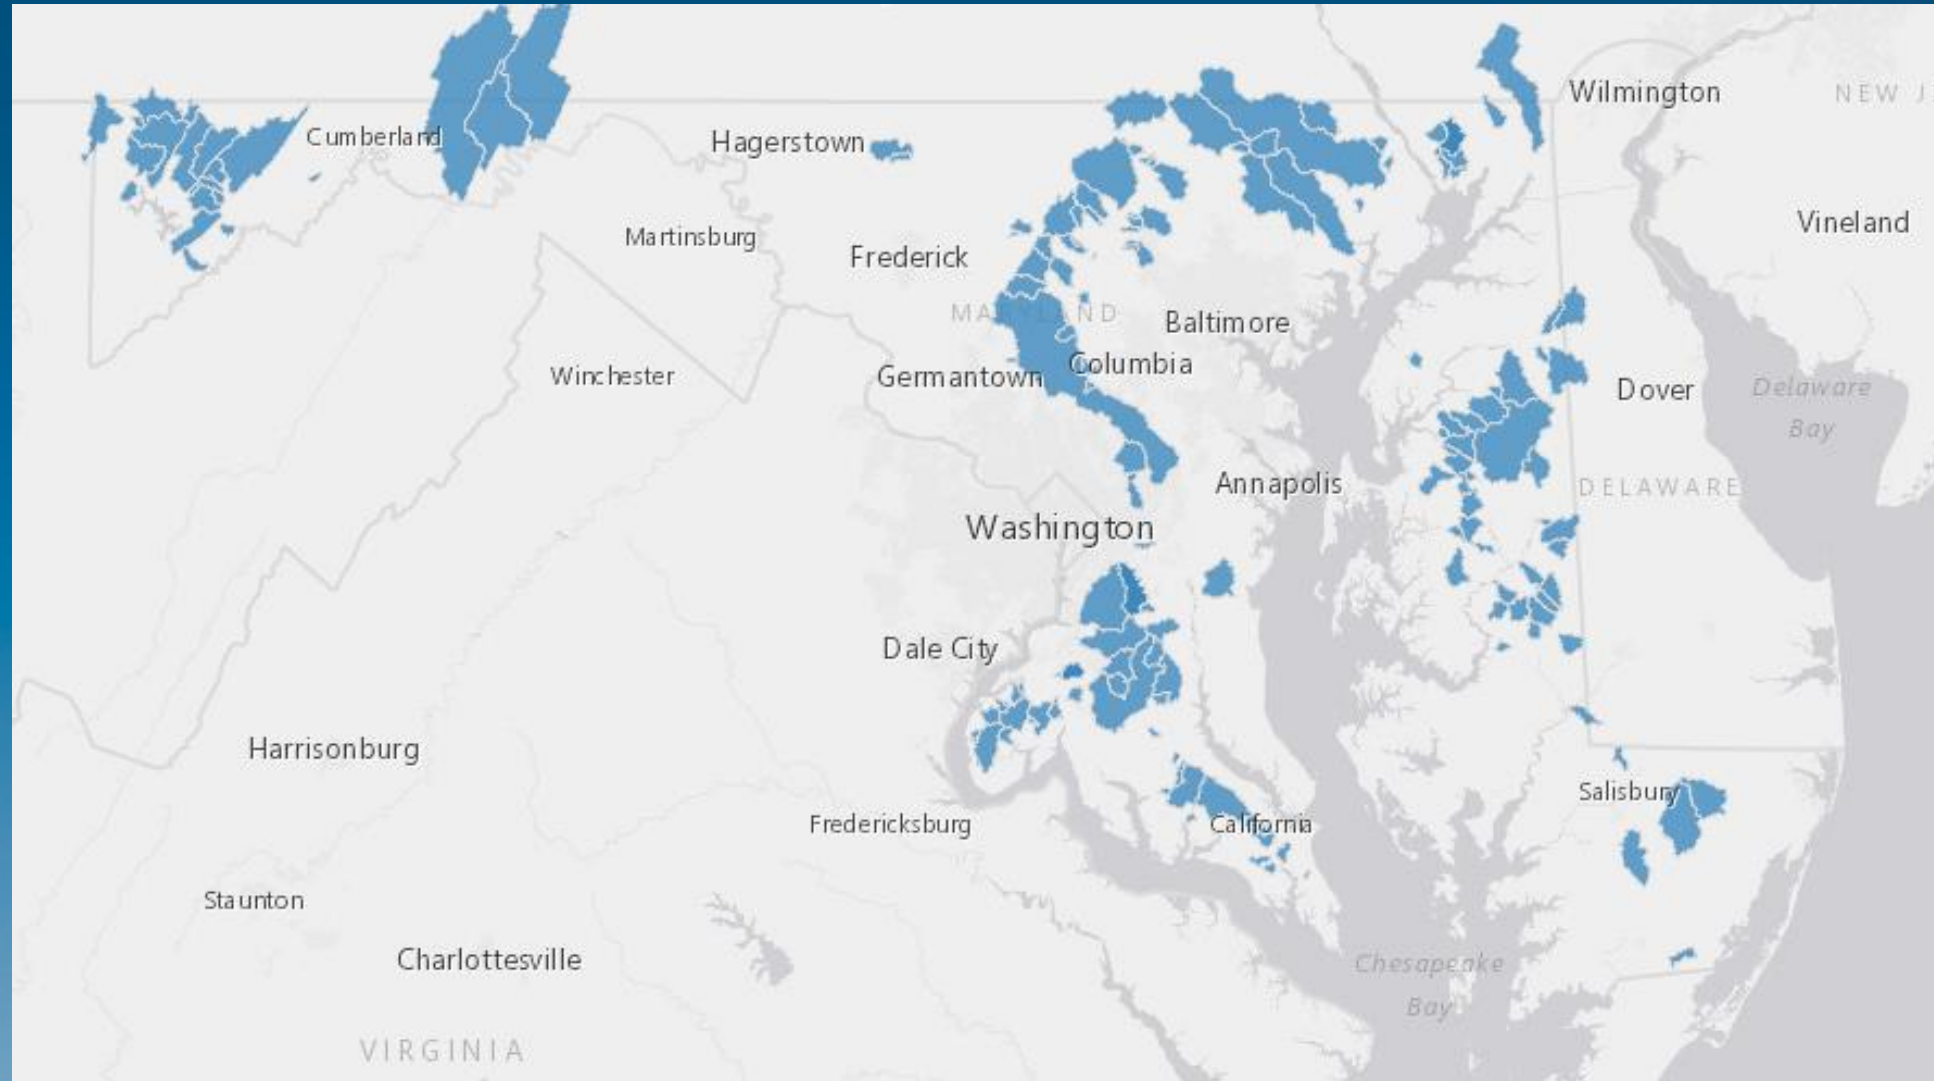 Wilmington
NEW J
Cumberland
Hagerstown
Vineland
Martinsburg
Frederick
MARYLAND
Baltimore
Columbia
Winchester
Germantown
Dover
Delaware
Bay
Annapolis
DELAWARE
Washington
Dale City
Harrisonburg
Salisbury
Fredericksburg
California
Staunton
Charlottesville
Chesapeake
Bay
VIRGINIA